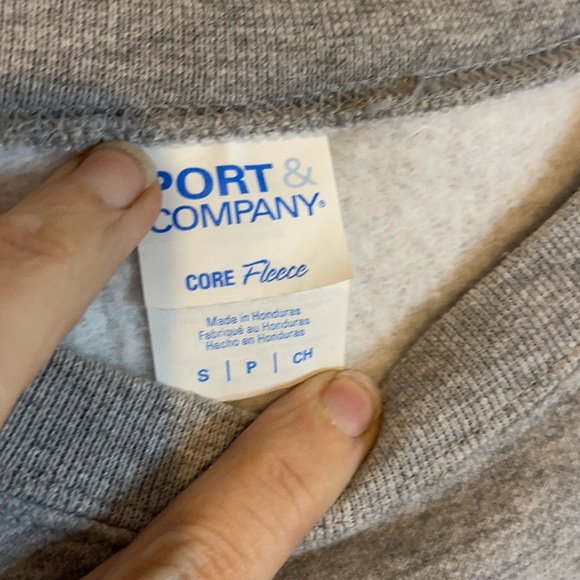 PORT &
COMPANY®
CORE Fleece
Made in Honduras
Fabriqué au Honduras
Hecho en Honduras
S | P | CH